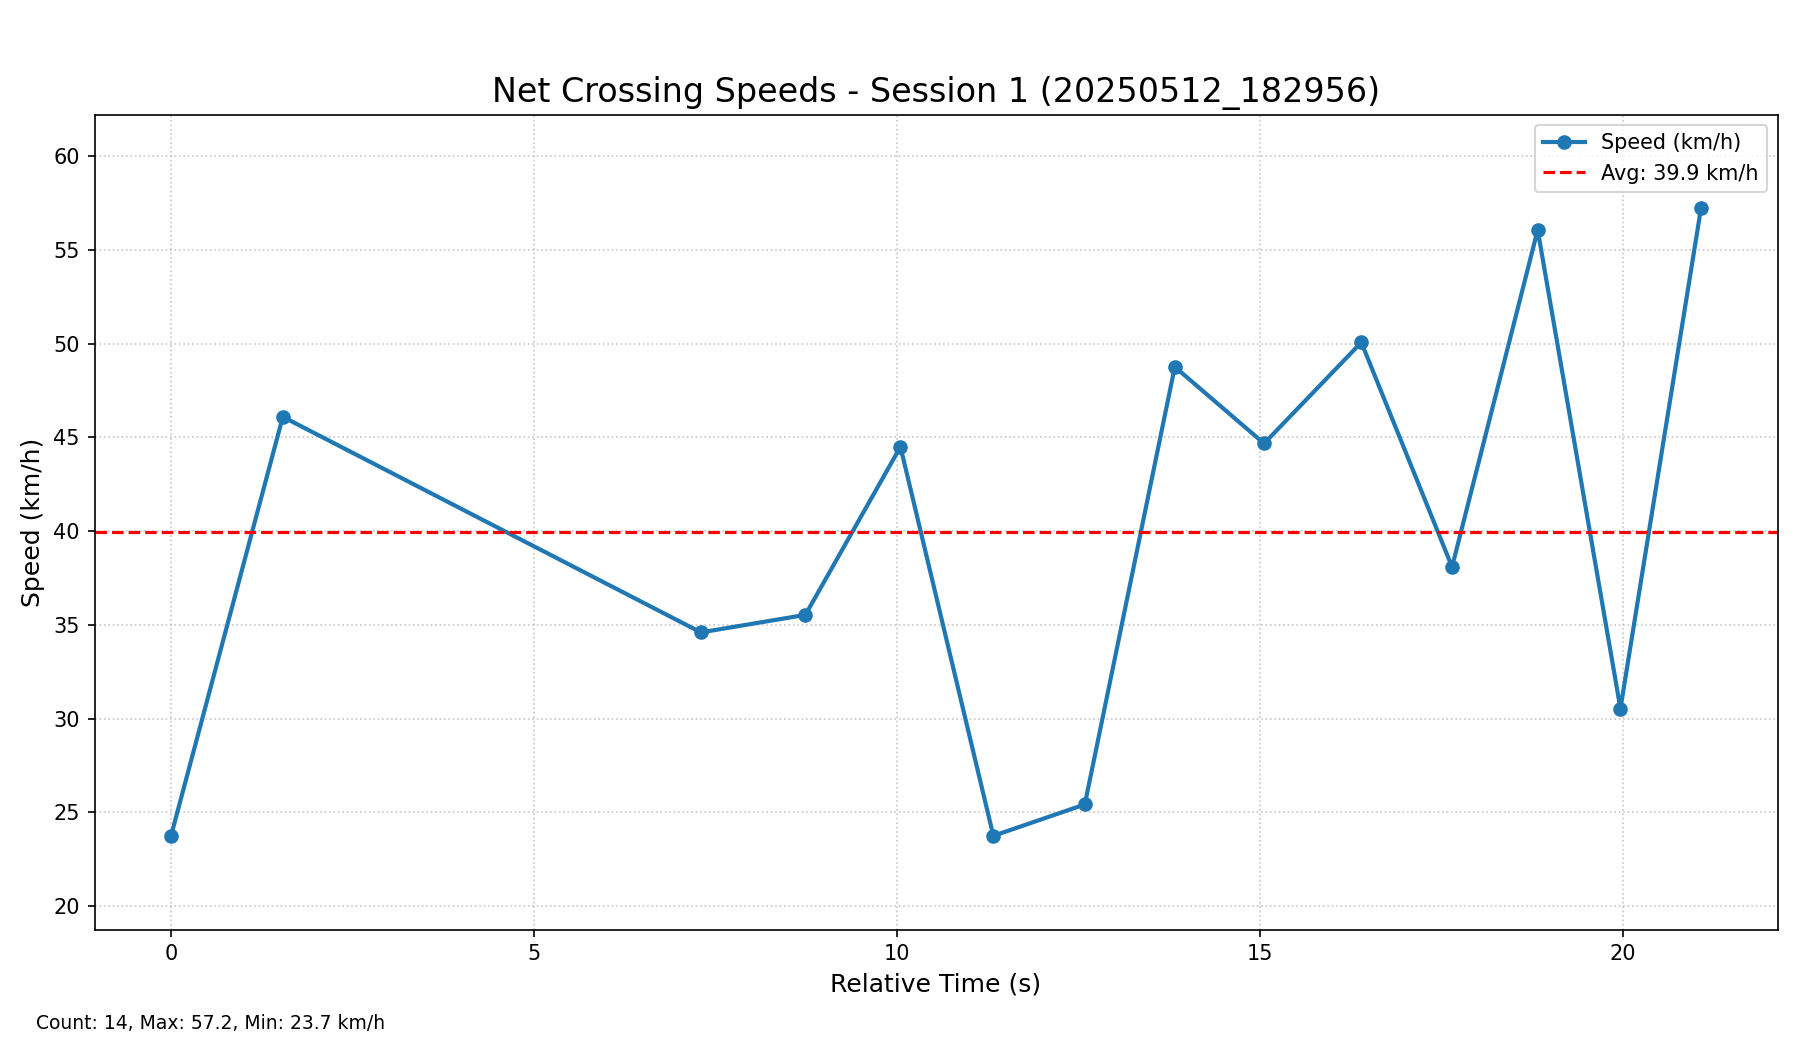 Net Crossing Speeds - Session 1 (20250512_182956)
Speed (km/h)
Avg: 39.9 km/h
60
55
50
45
40
35
30
25
20
Speed (km/h)
0 5 10 15 20
Relative Time (s)
Count: 14, Max: 57.2, Min: 23.7 km/h